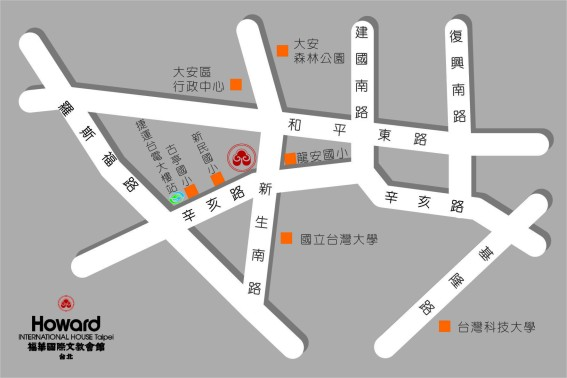 大安
森林公園
建國南路
復興南路
大安區
行政中心
羅斯福路
捷運台電大樓站
古亭國小
新民國小
和平東路
龍安國小
辛亥路
新生南路
辛亥路
國立台灣大學
基隆路
台灣科技大學
Howard
INTERNATIONAL HOUSE Taipei
福華國際文教會館
台北